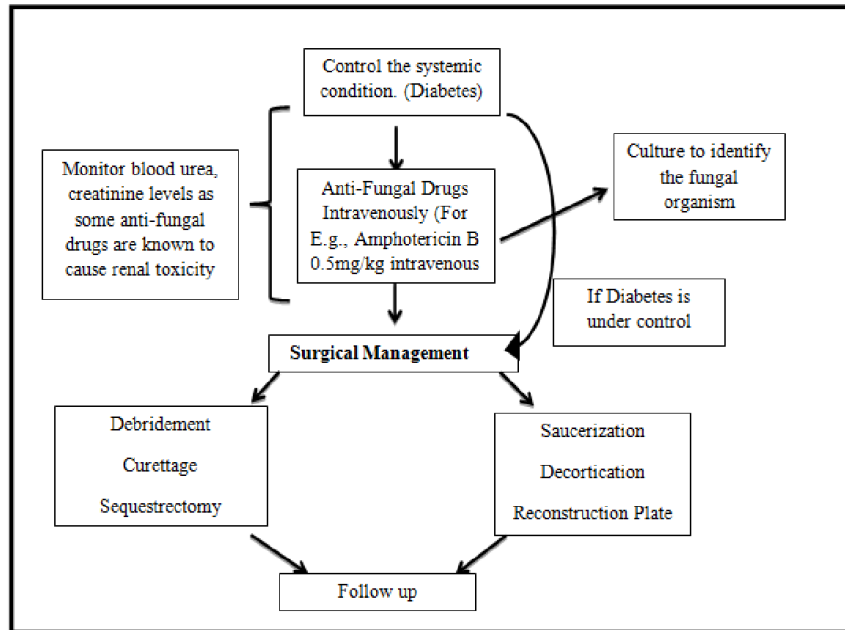 Control the systemic
condition. (Diabetes)
Monitor blood urea,
creatinine levels as
some anti-fungal
drugs are known to
cause renal toxicity
Anti-Fungal Drugs
Intravenously (For
E.g., Amphotericin B
0.5mg/kg intravenous
Culture to identify
the fungal
organism
If Diabetes is
under control
Surgical Management
Debridement
Curettage
Sequestrectomy
Saucerization
Decortication
Reconstruction Plate
Follow up